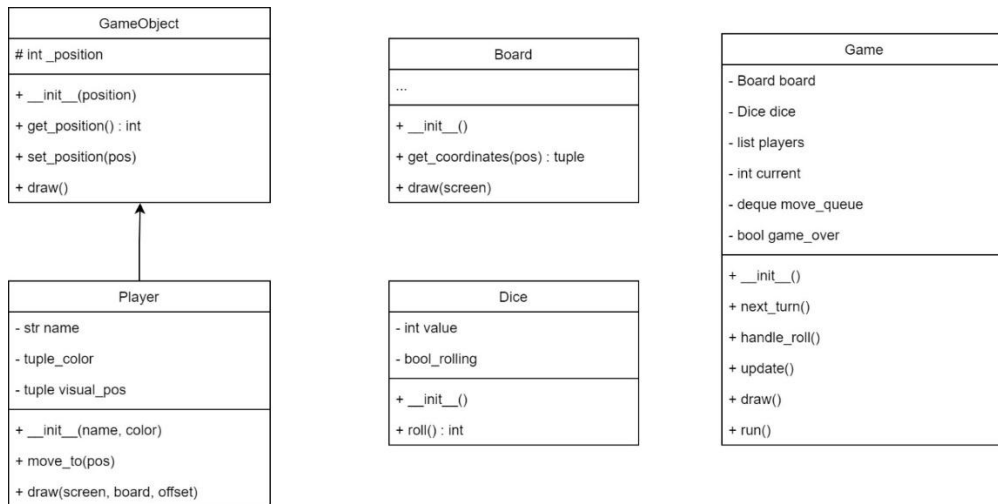 GameObject
# int _position
+ __init__(position)
+ get_position() : int
+ set_position(pos)
+ draw()
Player
- str name
- tuple_color
- tuple visual_pos
+ __init__(name, color)
+ move_to(pos)
+ draw(screen, board, offset)
Board
...
+ __init__()
+ get_coordinates(pos) : tuple
+ draw(screen)
Dice
- int value
- bool_rolling
+ __init__()
+ roll() : int
Game
- Board board
- Dice dice
- list players
- int current
- deque move_queue
- bool game_over
+ __init__()
+ next_turn()
+ handle_roll()
+ update()
+ draw()
+ run()